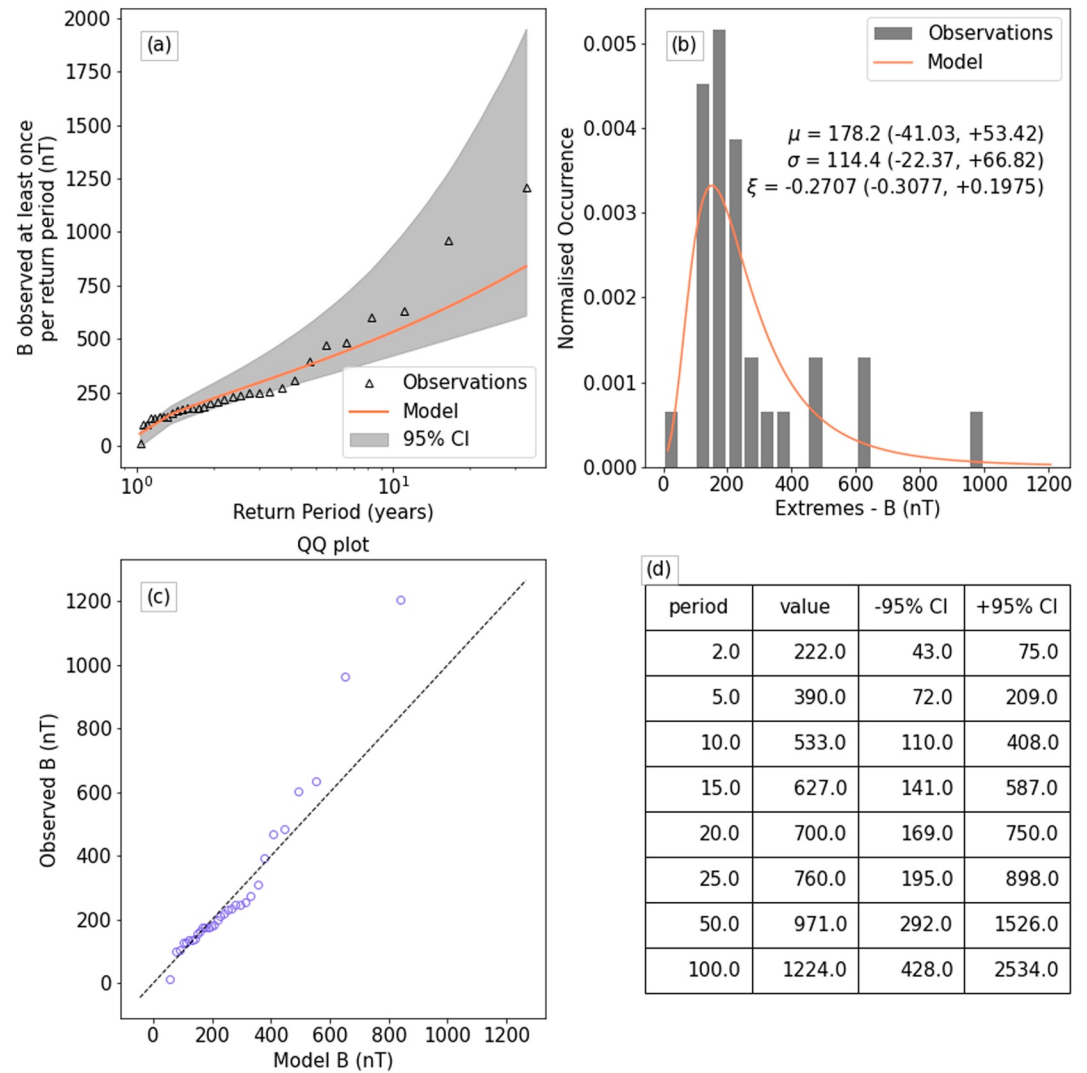 (a)
2000
1750
1500
1250
1000
750
500
250
0
B observed at least once
per return period (nT)
10⁰
10¹
Return Period (years)
Observations
Model
95% CI
(b)
0.005
0.004
0.003
0.002
0.001
0.000
Normalised Occurrence
0 200 400 600 800 1000 1200
Extremes - B (nT)
Observations
Model
μ = 178.2 (-41.03, +53.42)
σ = 114.4 (-22.37, +66.82)
ξ = -0.2707 (-0.3077, +0.1975)
QQ plot
(c)
1200
1000
800
600
400
200
0
Observed B (nT)
0 200 400 600 800 1000 1200
Model B (nT)
(d)
period value -95% CI +95% CI
2.0 222.0 43.0 75.0
5.0 390.0 72.0 209.0
10.0 533.0 110.0 408.0
15.0 627.0 141.0 587.0
20.0 700.0 169.0 750.0
25.0 760.0 195.0 898.0
50.0 971.0 292.0 1526.0
100.0 1224.0 428.0 2534.0